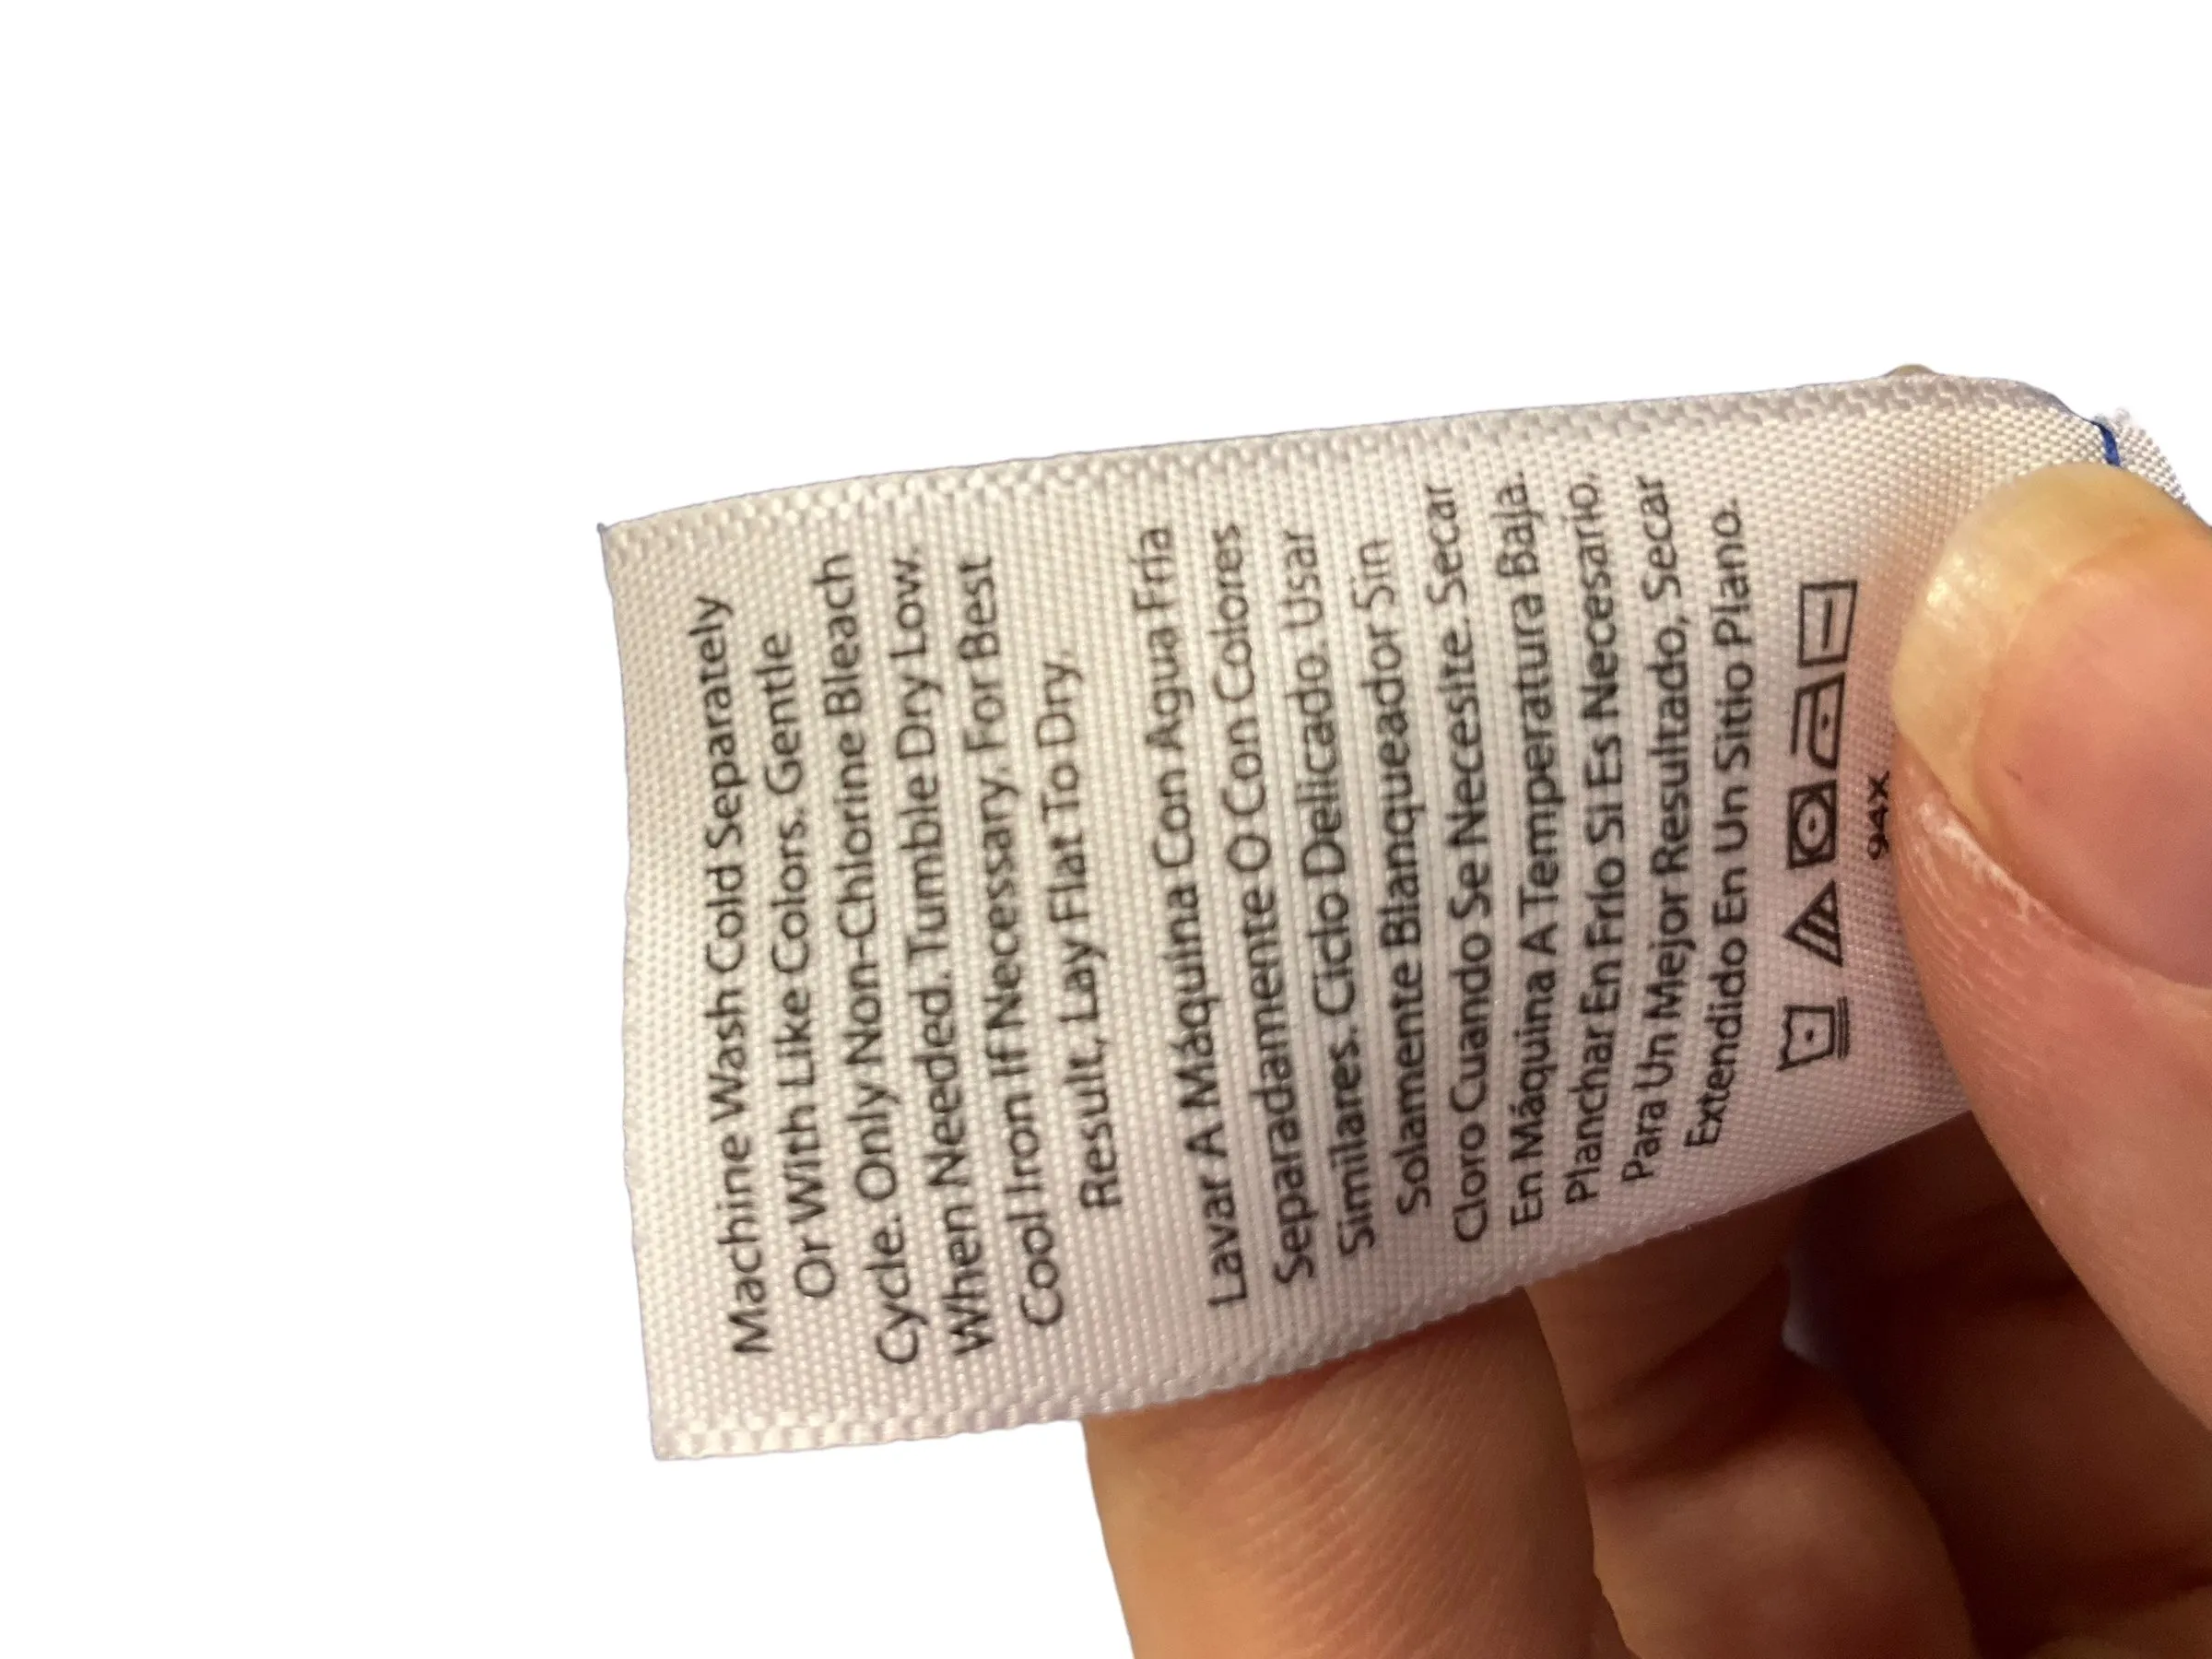 Machine Wash Cold Separately
Or With Like Colors. Gentle
Cycle. Only Non-Chlorine Bleach
When Needed. Tumble Dry Low.
Cool Iron If Necessary. For Best
Result, Lay Flat To Dry.
Lavar A Máquina Con Agua Fría
Separadamente O Con Colores
Similares. Ciclo Delicado. Usar
Solamente Blanqueador Sin
Cloro Cuando Se Necesite. Secar
En Máquina A Temperatura Baja.
Planchar En Frío Si Es Necesario.
Para Un Mejor Resultado, Secar
Extendido En Un Sitio Plano.
94X